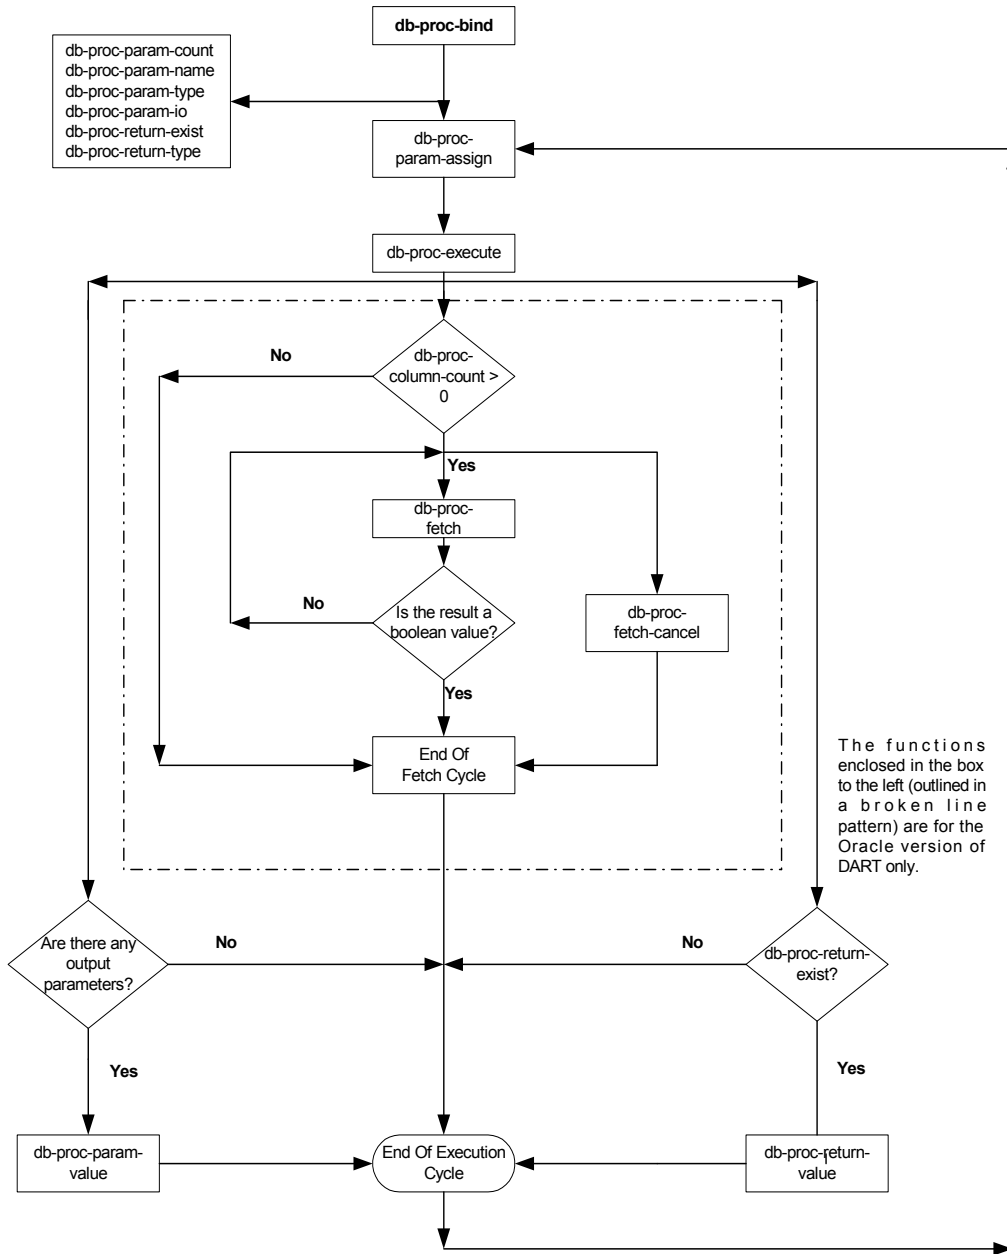 db-proc-bind
db-proc-param-count
db-proc-param-name
db-proc-param-type
db-proc-param-io
db-proc-return-exist
db-proc-return-type
db-proc-
param-assign
db-proc-execute
db-proc-
column-count >
0
No
Yes
db-proc-
fetch
Is the result a
boolean value?
No
Yes
db-proc-
fetch-cancel
End Of
Fetch Cycle
The functions
enclosed in the box
to the left (outlined in
a broken line
pattern) are for the
Oracle version of
DART only.
Are there any
output
parameters?
No
Yes
No
db-proc-return-
exist?
Yes
db-proc-param-
value
End Of Execution
Cycle
db-proc-return-
value